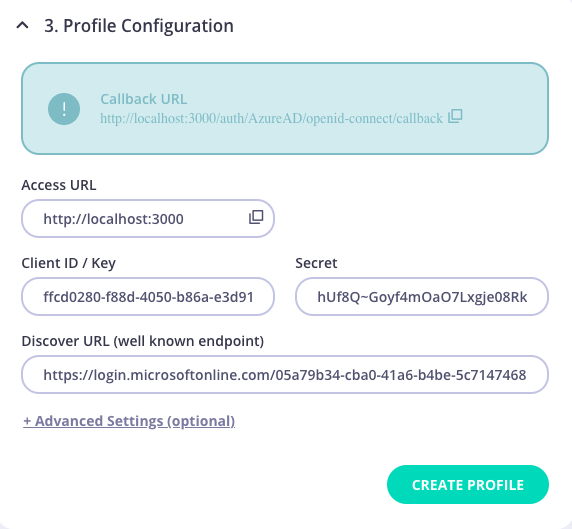 3. Profile Configuration
!
Callback URL
http://localhost:3000/auth/AzureAD/openid-connect/callback
Access URL
http://localhost:3000
Client ID / Key
Secret
ffcd0280-f88d-4050-b86a-e3d91
hUf8Q~Goyf4mOaO7Lxgje08Rk
Discover URL (well known endpoint)
https://login.microsoftonline.com/05a79b34-cba0-41a6-b4be-5c7147468
+ Advanced Settings (optional)
CREATE PROFILE